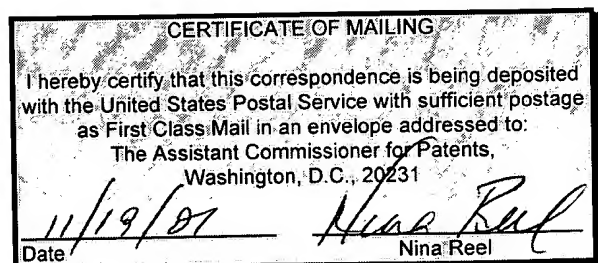 CERTIFICATE OF MAILING
I hereby certify that this correspondence is being deposited
with the United States Postal Service with sufficient postage
as First Class Mail in an envelope addressed to:
The Assistant Commissioner for Patents,
Washington, D.C., 20231
11/19/01 Nina Reel
Date Nina Reel